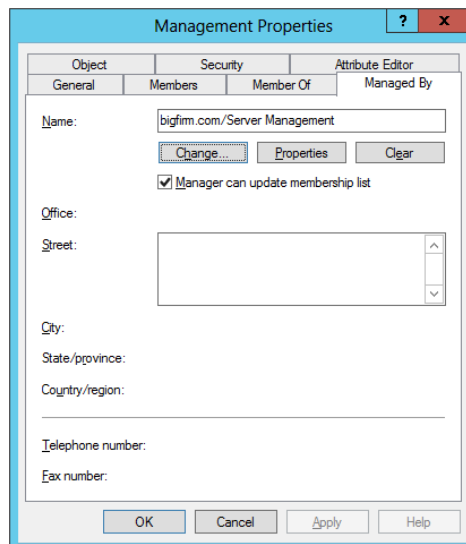 Management Properties
? x
Object Security Attribute Editor
General Members Member Of Managed By
Name: bigfirm.com/Server Management
Change... Properties Clear
Manager can update membership list
Office:
Street:
City:
State/province:
Country/region:
Telephone number:
Fax number:
OK Cancel Apply Help